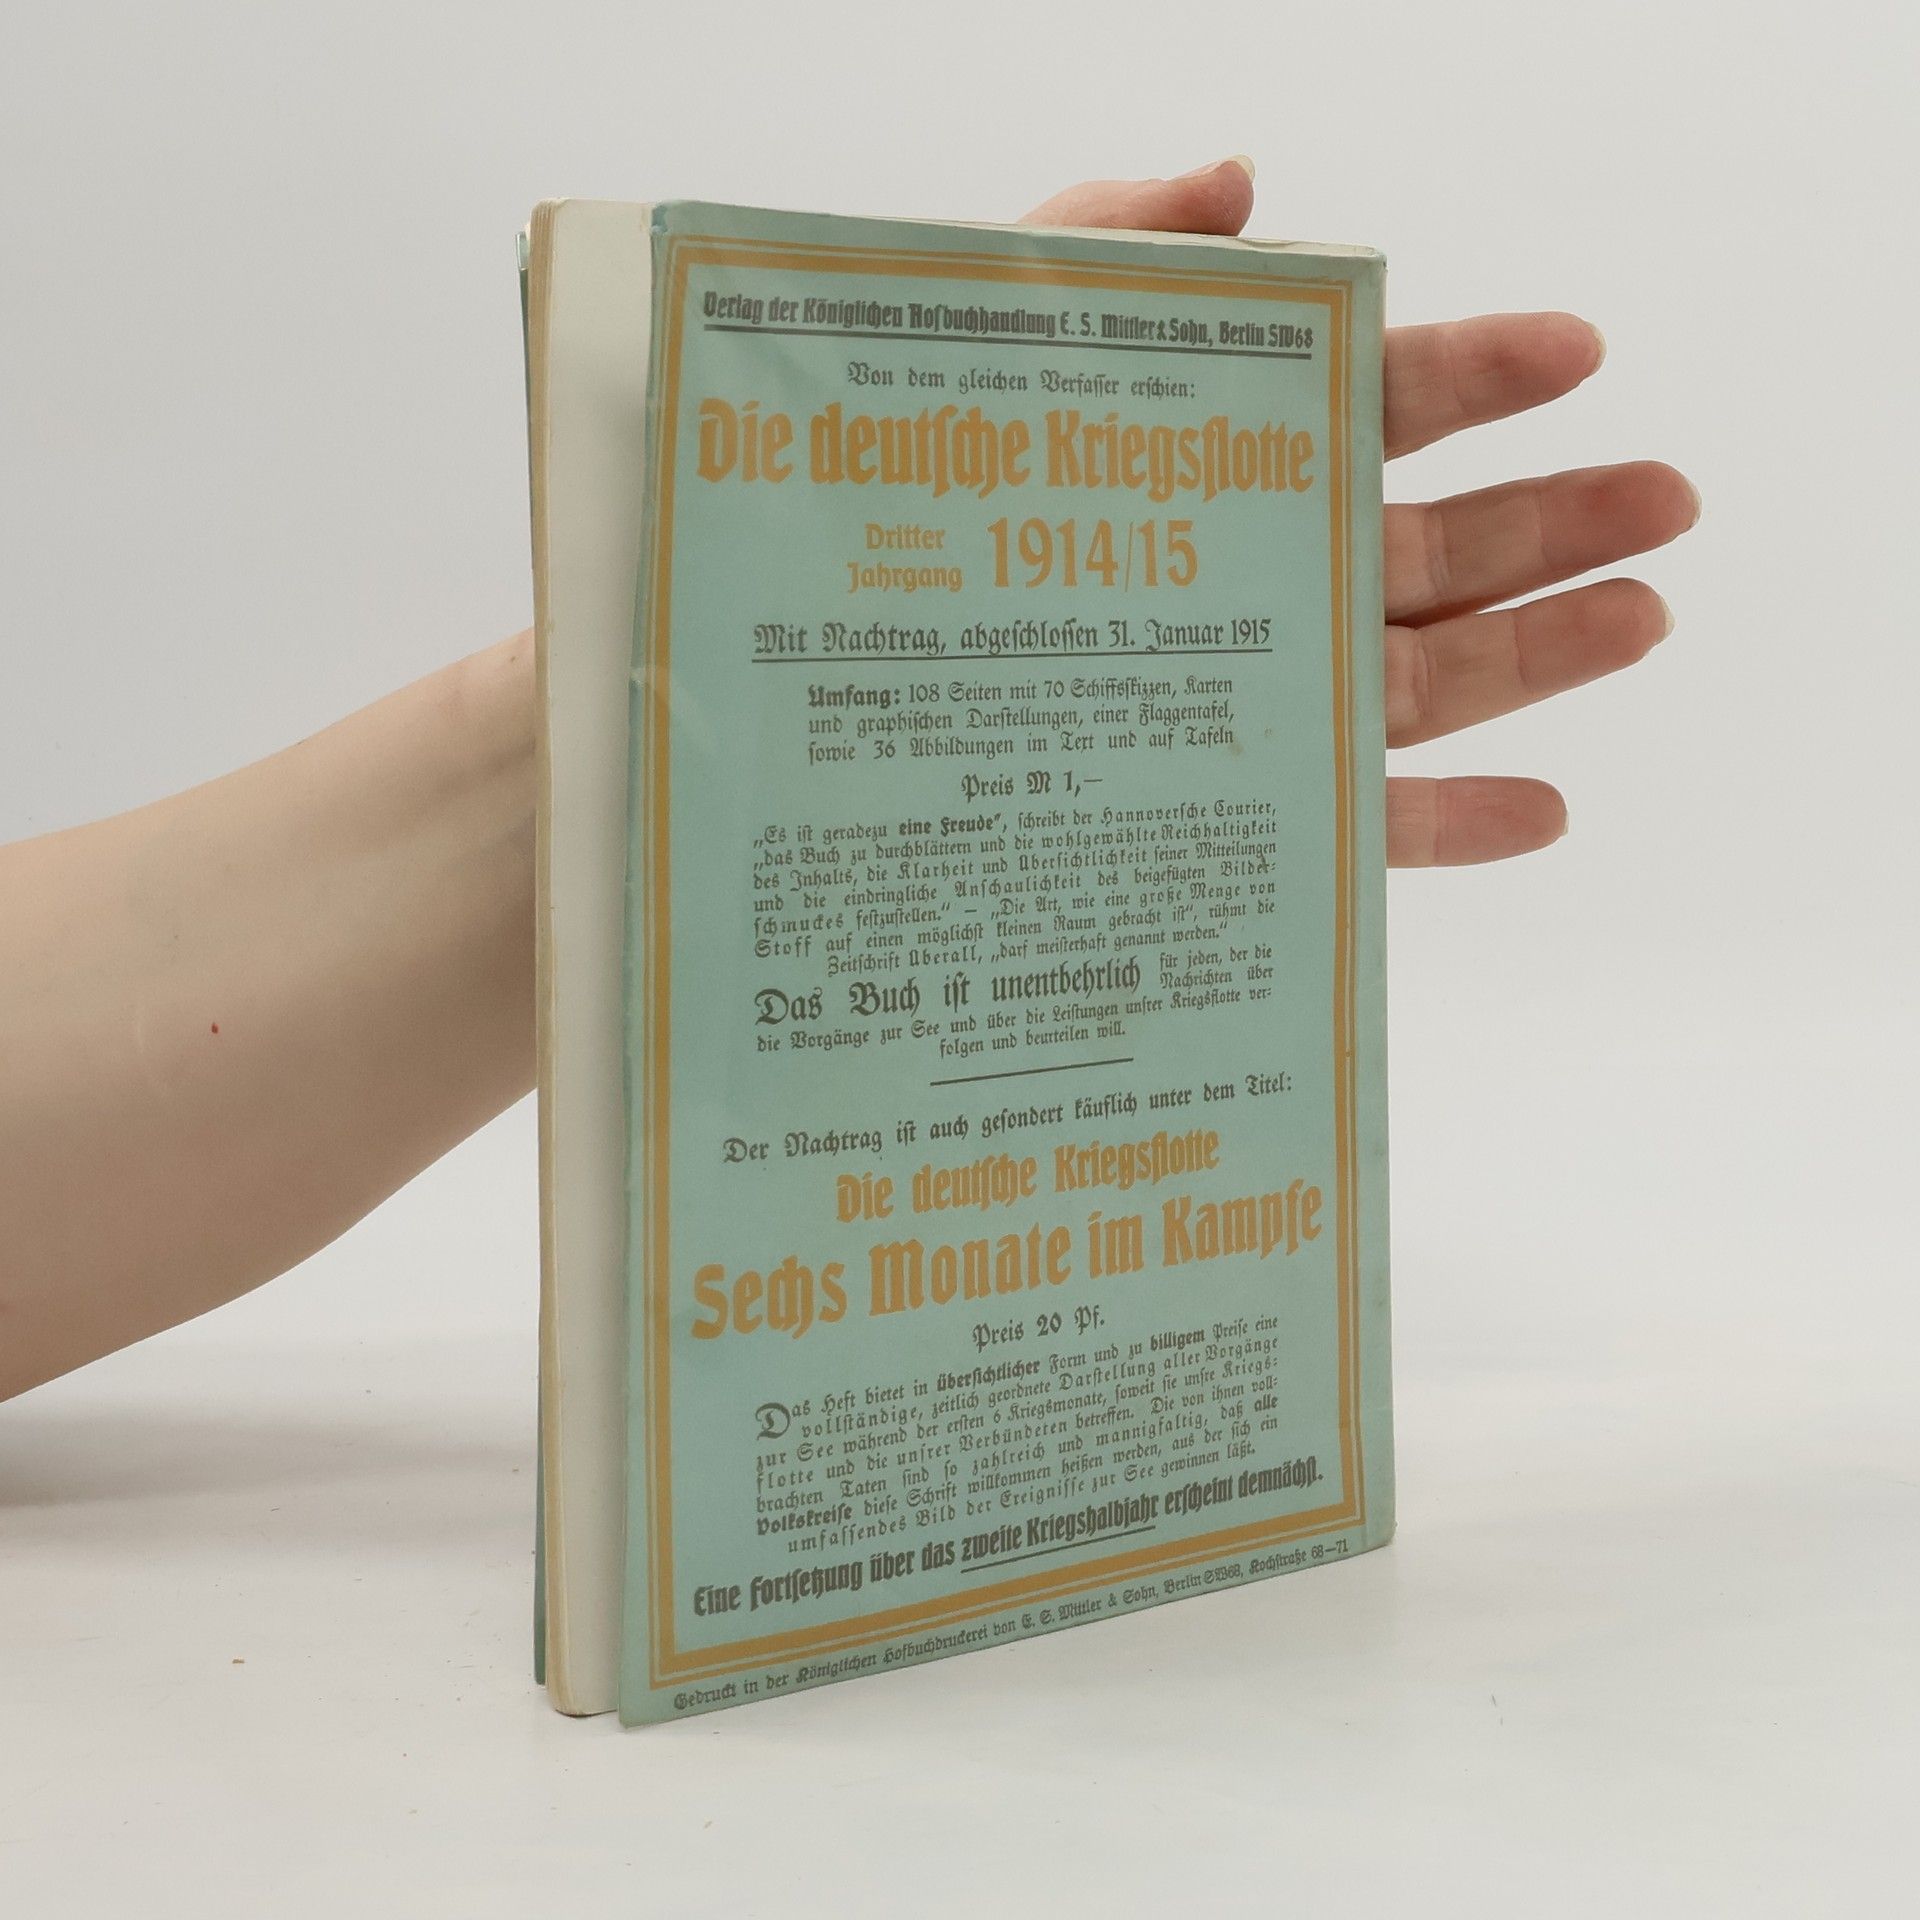 Verlag der Königlichen Hofbuchhandlung E. S. Mittler & Sohn, Berlin SW68
Von dem gleichen Verfasser erschien:
Die deutsche Kriegsflotte
Dritter
Jahrgang 1914/15
Mit Nachtrag, abgeschlossen 31. Januar 1915
Umfang: 108 Seiten mit 70 Schiffsskizzen, Karten
und graphischen Darstellungen, einer Flaggentafel,
sowie 36 Abbildungen im Text und auf Tafeln
Preis M 1,—
„Es ist geradezu eine Freude", schreibt der Hannoversche Courier,
„das Buch zu durchblättern und die wohlgewählte Reichhaltigkeit
des Inhalts, die Klarheit und Übersichtlichkeit seiner Mitteilungen
und die eindringliche Anschaulichkeit des beigefügten Bilder-
schmuckes festzustellen." — „Die Art, wie eine große Menge von
Stoff auf einen möglichst kleinen Raum gebracht ist", rühmt die
Zeitschrift Überall, „darf meisterhaft genannt werden."
Das Buch ist unentbehrlich für jeden, der die
Nachrichten über
die Vorgänge zur See und über die Leistungen unsrer Kriegsflotte ver-
folgen und beurteilen will.
Der Nachtrag ist auch gesondert käuflich unter dem Titel:
Die deutsche Kriegsflotte
Sechs Monate im Kampfe
Preis 20 Pf.
Das Heft bietet in übersichtlicher Form und zu billigem Preise eine
vollständige, zeitlich geordnete Darstellung aller Vorgänge
zur See während der ersten 6 Kriegsmonate, soweit sie unsre Kriegs-
flotte und die unsrer Verbündeten betreffen. Die von ihnen voll-
brachten Taten sind so zahlreich und mannigfaltig, daß alle
Volkskreise diese Schrift willkommen heißen werden, aus der sich ein
umfassendes Bild der Ereignisse zur See gewinnen läßt.
Eine Fortsetzung über das zweite Kriegshalbjahr erscheint demnächst.
Gedruckt in der Königlichen Hofbuchdruckerei von E. S. Mittler & Sohn, Berlin SW68, Kochstraße 68—71